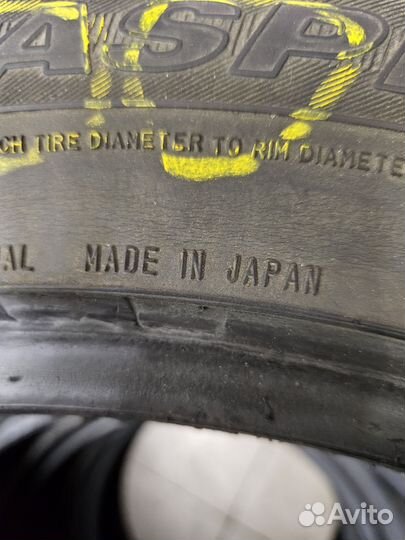 ASP
CH TIRE DIAMETER TO RIM DIAMETE
AL MADE IN JAPAN
Avito